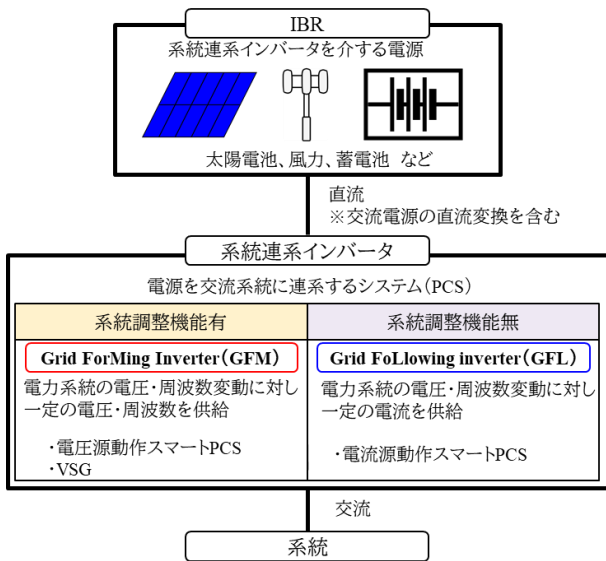 IBR
系統連系インバータを介する電源
太陽電池、風力、蓄電池 など
直流
※交流電源の直流変換を含む
系統連系インバータ
電源を交流系統に連系するシステム(PCS)
系統調整機能有
Grid ForMing Inverter(GFM)
電力系統の電圧・周波数変動に対し
一定の電圧・周波数を供給
・電圧源動作スマートPCS
・VSG
系統調整機能無
Grid FoLlowing inverter(GFL)
電力系統の電圧・周波数変動に対し
一定の電流を供給
・電流源動作スマートPCS
交流
系統